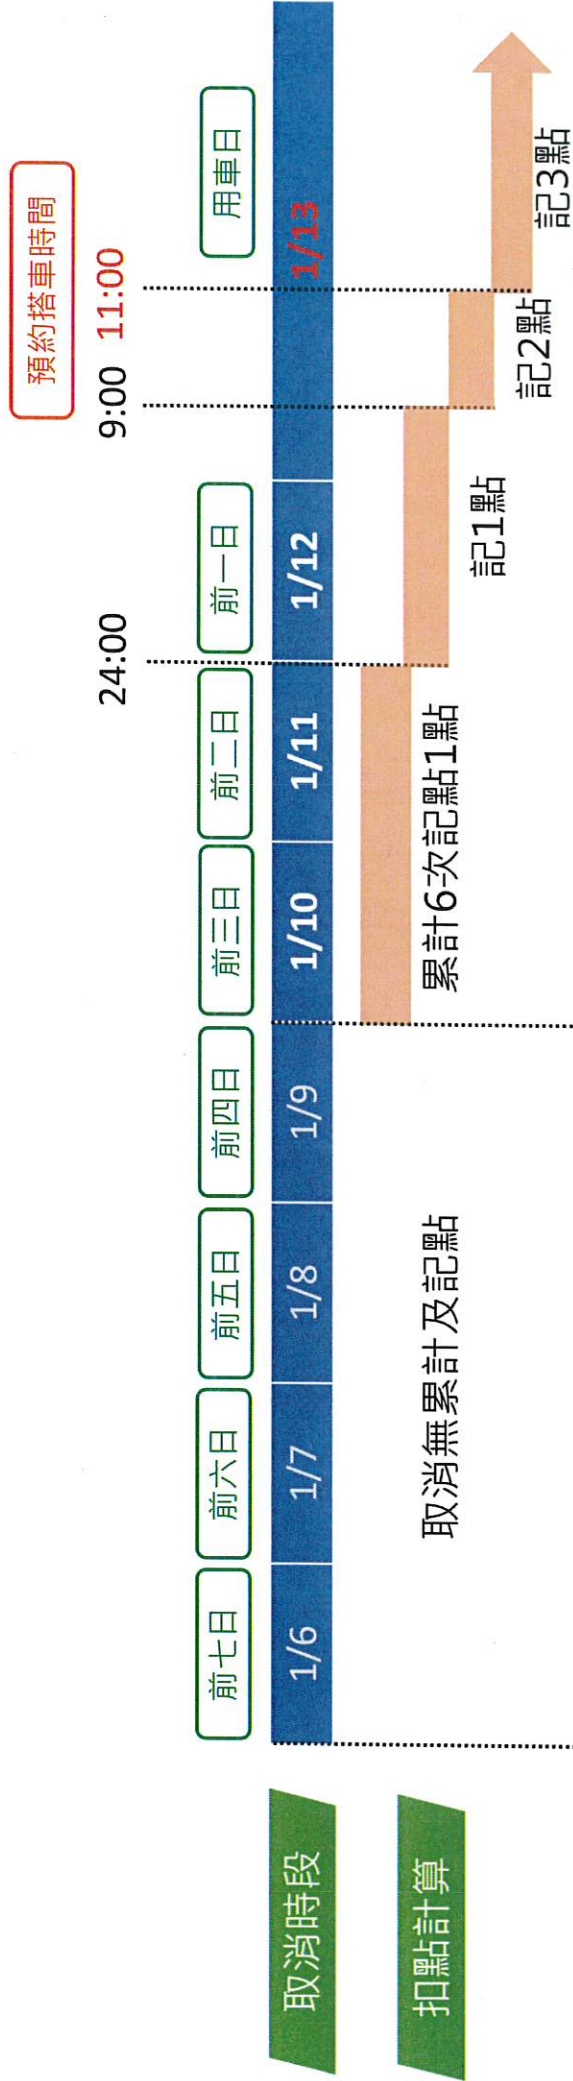 預約搭車時間
24:00
9:00
11:00
前七日
前六日
前五日
前四日
前三日
前二日
前一日
用車日
取消時段
1/6
1/7
1/8
1/9
1/10
1/11
1/12
1/13
扣點計算
取消無累計及記點
累計6次記點1點
記1點
記2點
記3點